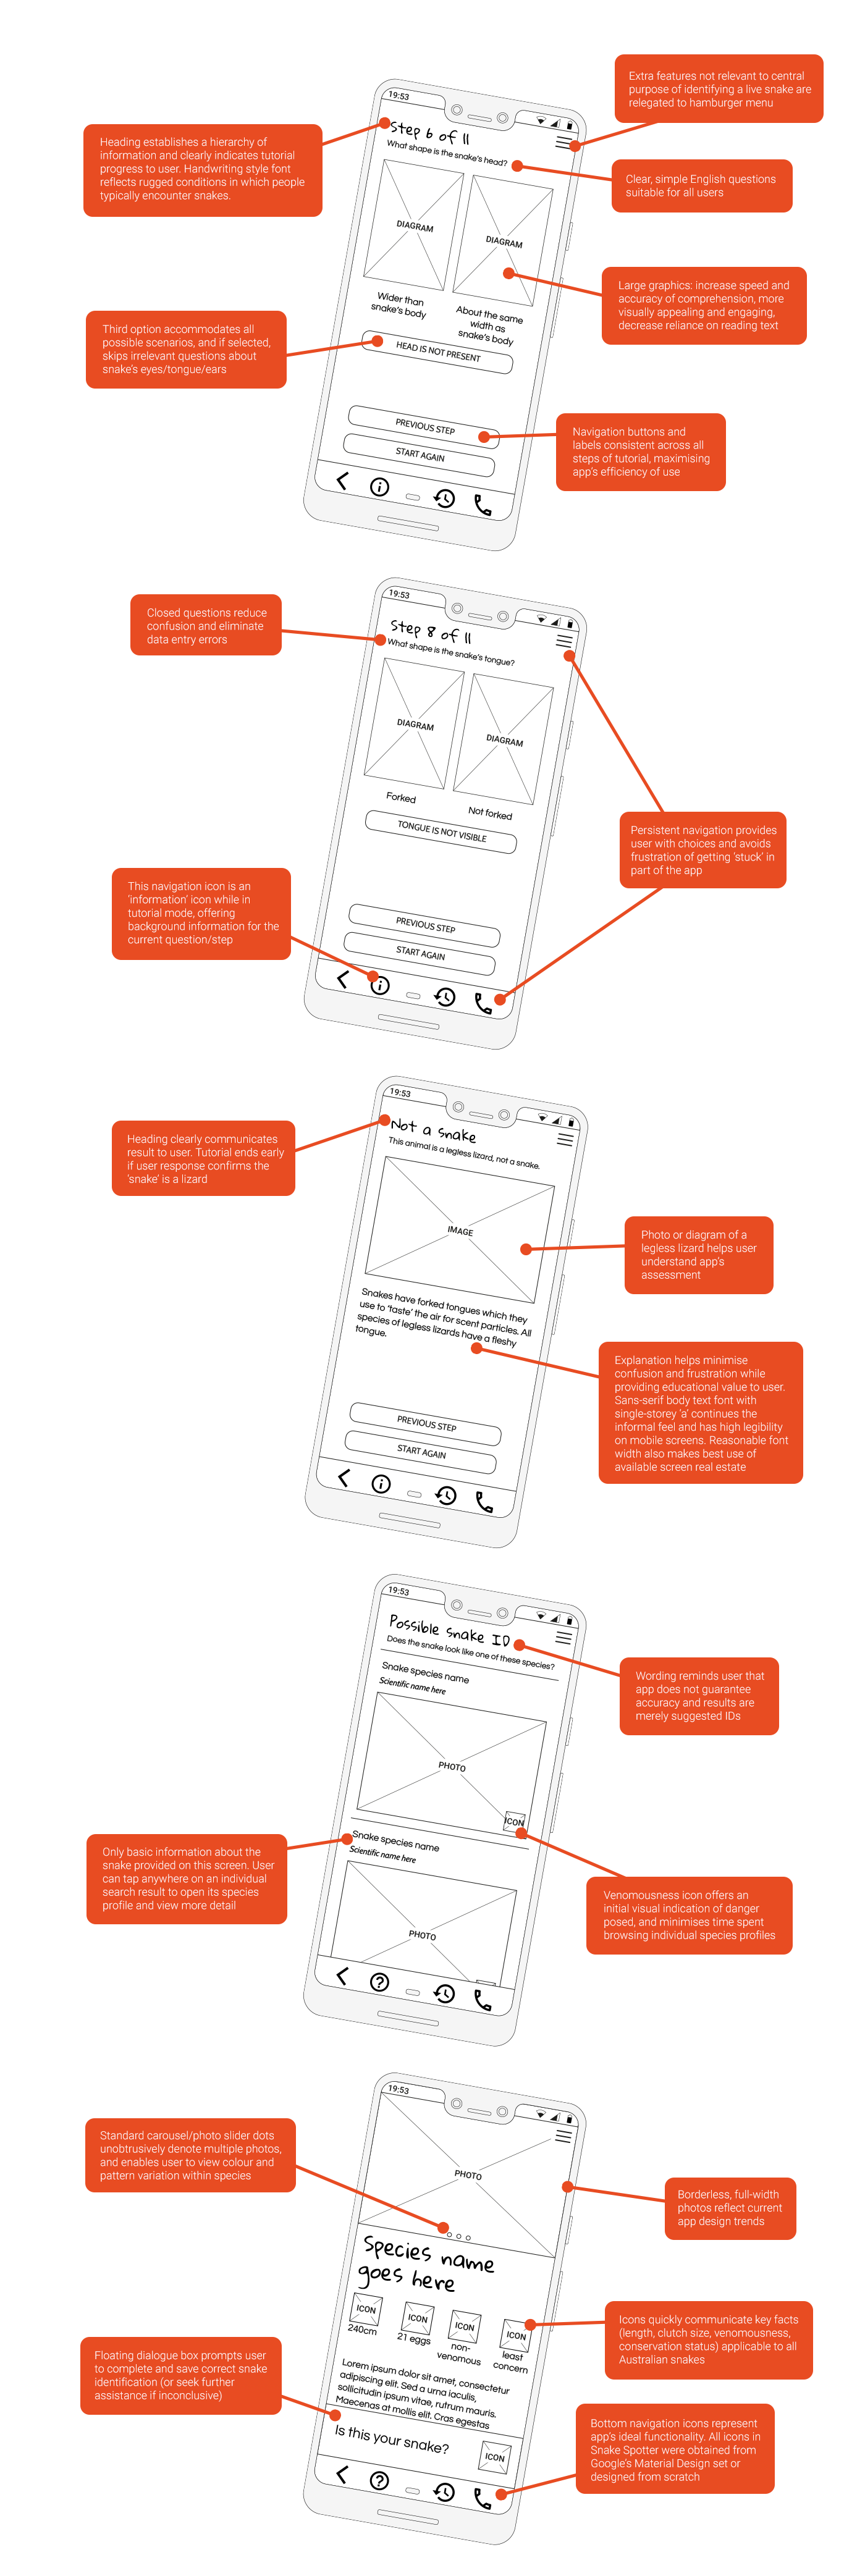 Extra features not relevant to central
purpose of identifying a live snake are
relegated to hamburger menu
Heading establishes a hierarchy of
information and clearly indicates tutorial
progress to user. Handwriting style font
reflects rugged conditions in which people
typically encounter snakes.
19:53
Step 6 of 11
What shape is the snake's head?
Clear, simple English questions
suitable for all users
DIAGRAM
DIAGRAM
Large graphics: increase speed and
accuracy of comprehension, more
visually appealing and engaging,
decrease reliance on reading text
Wider than
snake's body
About the same
width as
snake's body
Third option accommodates all
possible scenarios, and if selected,
skips irrelevant questions about
snake's eyes/tongue/ears
HEAD IS NOT PRESENT
PREVIOUS STEP
START AGAIN
Navigation buttons and
labels consistent across all
steps of tutorial, maximising
app's efficiency of use
Closed questions reduce
confusion and eliminate
data entry errors
19:53
Step 8 of 11
What shape is the snake's tongue?
DIAGRAM
DIAGRAM
Forked
Not forked
TONGUE IS NOT VISIBLE
Persistent navigation provides
user with choices and avoids
frustration of getting 'stuck' in
part of the app
This navigation icon is an
'information' icon while in
tutorial mode, offering
background information for the
current question/step
PREVIOUS STEP
START AGAIN
19:53
Heading clearly communicates
result to user. Tutorial ends early
if user response confirms the
'snake' is a lizard
Not a snake
This animal is a legless lizard, not a snake.
IMAGE
Photo or diagram of a
legless lizard helps user
understand app's
assessment
Snakes have forked tongues which they
use to 'taste' the air for scent particles. All
species of legless lizards have a fleshy
tongue.
Explanation helps minimise
confusion and frustration while
providing educational value to user.
Sans-serif body text font with
single-storey 'a' continues the
informal feel and has high legibility
on mobile screens. Reasonable font
width also makes best use of
available screen real estate
PREVIOUS STEP
START AGAIN
19:53
Possible snake ID
Does the snake look like one of these species?
Wording reminds user that
app does not guarantee
accuracy and results are
merely suggested IDs
Snake species name
Scientific name here
PHOTO
ICON
Only basic information about the
snake provided on this screen. User
can tap anywhere on an individual
search result to open its species
profile and view more detail
Snake species name
Scientific name here
PHOTO
Venomousness icon offers an
initial visual indication of danger
posed, and minimises time spent
browsing individual species profiles
19:53
Standard carousel/photo slider dots
unobtrusively denote multiple photos,
and enables user to view colour and
pattern variation within species
PHOTO
Borderless, full-width
photos reflect current
app design trends
Species name
goes here
ICON
ICON
ICON
ICON
240cm
21 eggs
non-
venomous
least
concern
Icons quickly communicate key facts
(length, clutch size, venomousness,
conservation status) applicable to all
Australian snakes
Floating dialogue box prompts user
to complete and save correct snake
identification (or seek further
assistance if inconclusive)
Lorem ipsum dolor sit amet, consectetur
adipiscing elit. Sed a urna iaculis,
sollicitudin ipsum vitae, rutrum mauris.
Maecenas at mollis elit. Cras egestas
Is this your snake?
ICON
Bottom navigation icons represent
app's ideal functionality. All icons in
Snake Spotter were obtained from
Google's Material Design set or
designed from scratch